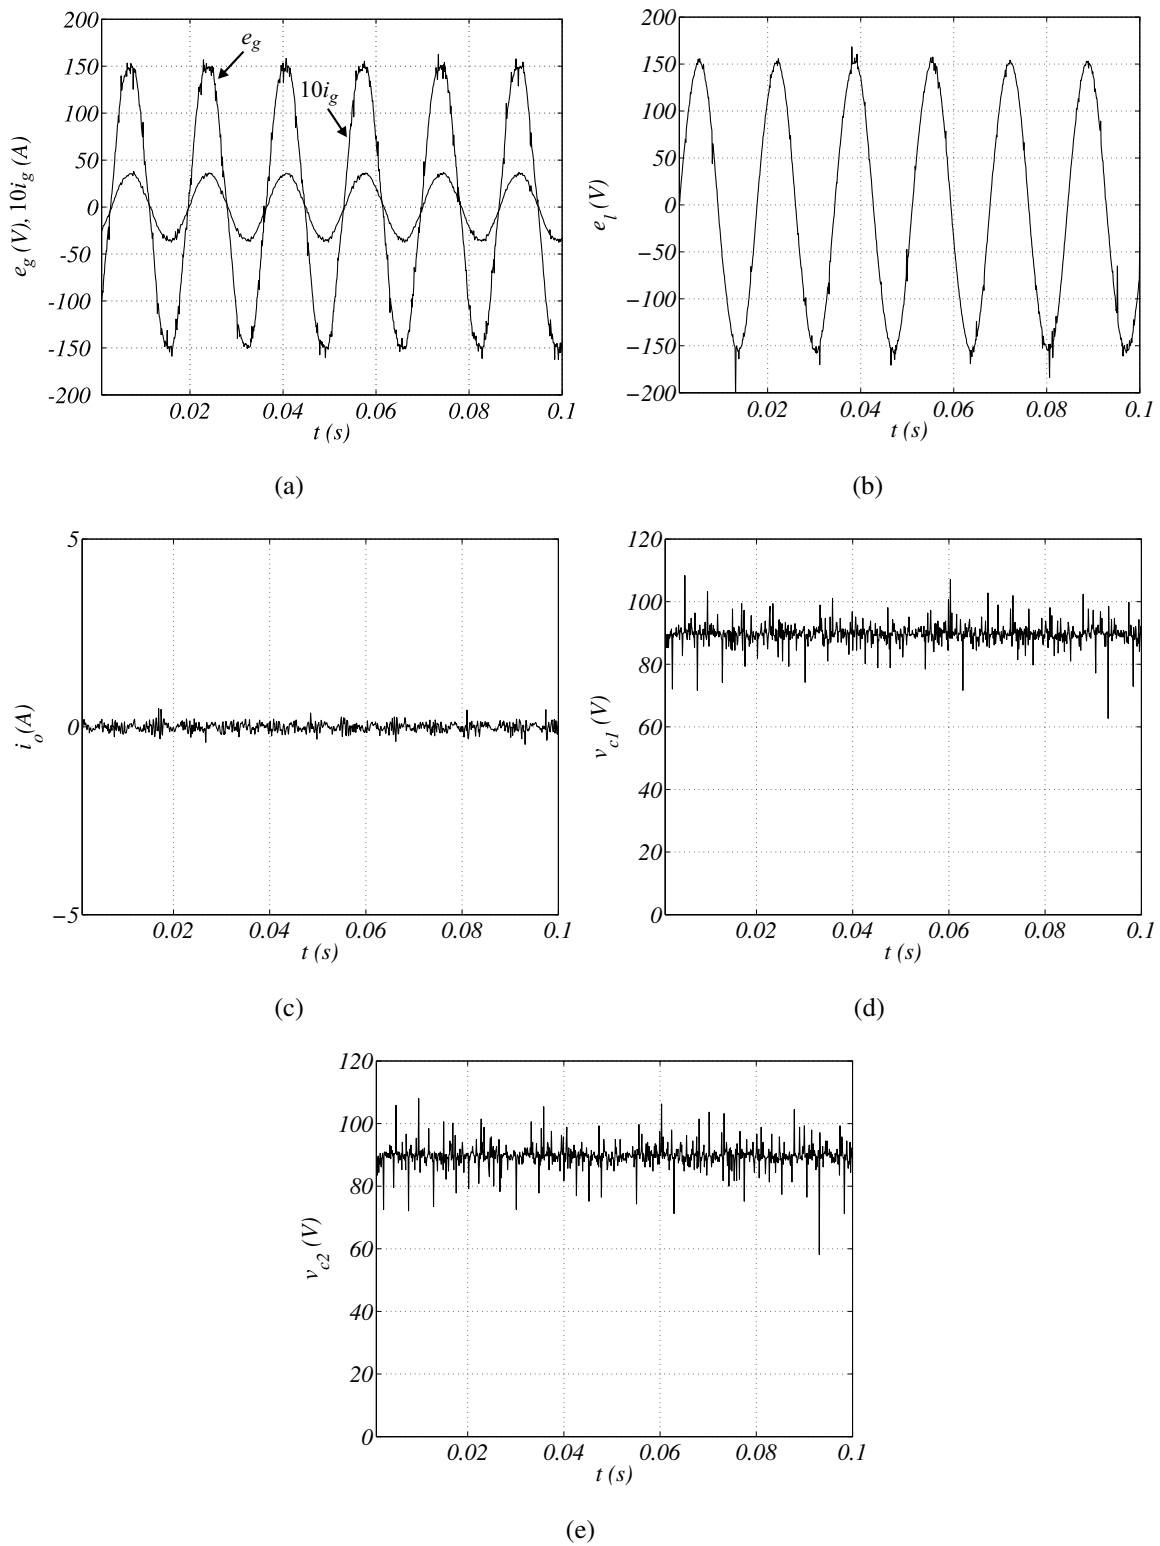 200
150
100
50
0
-50
-100
-150
-200
e_g (V), 10i_g (A)
e_g
10i_g
0.02 0.04 0.06 0.08 0.1
t (s)
(a)
200
150
100
50
0
−50
−100
−150
−200
e_l (V)
0.02 0.04 0.06 0.08 0.1
t (s)
(b)
5
0
−5
i_o (A)
0.02 0.04 0.06 0.08 0.1
t (s)
(c)
120
100
80
60
40
20
0
v_c1 (V)
0.02 0.04 0.06 0.08 0.1
t (s)
(d)
120
100
80
60
40
20
0
v_c2 (V)
0.02 0.04 0.06 0.08 0.1
t (s)
(e)